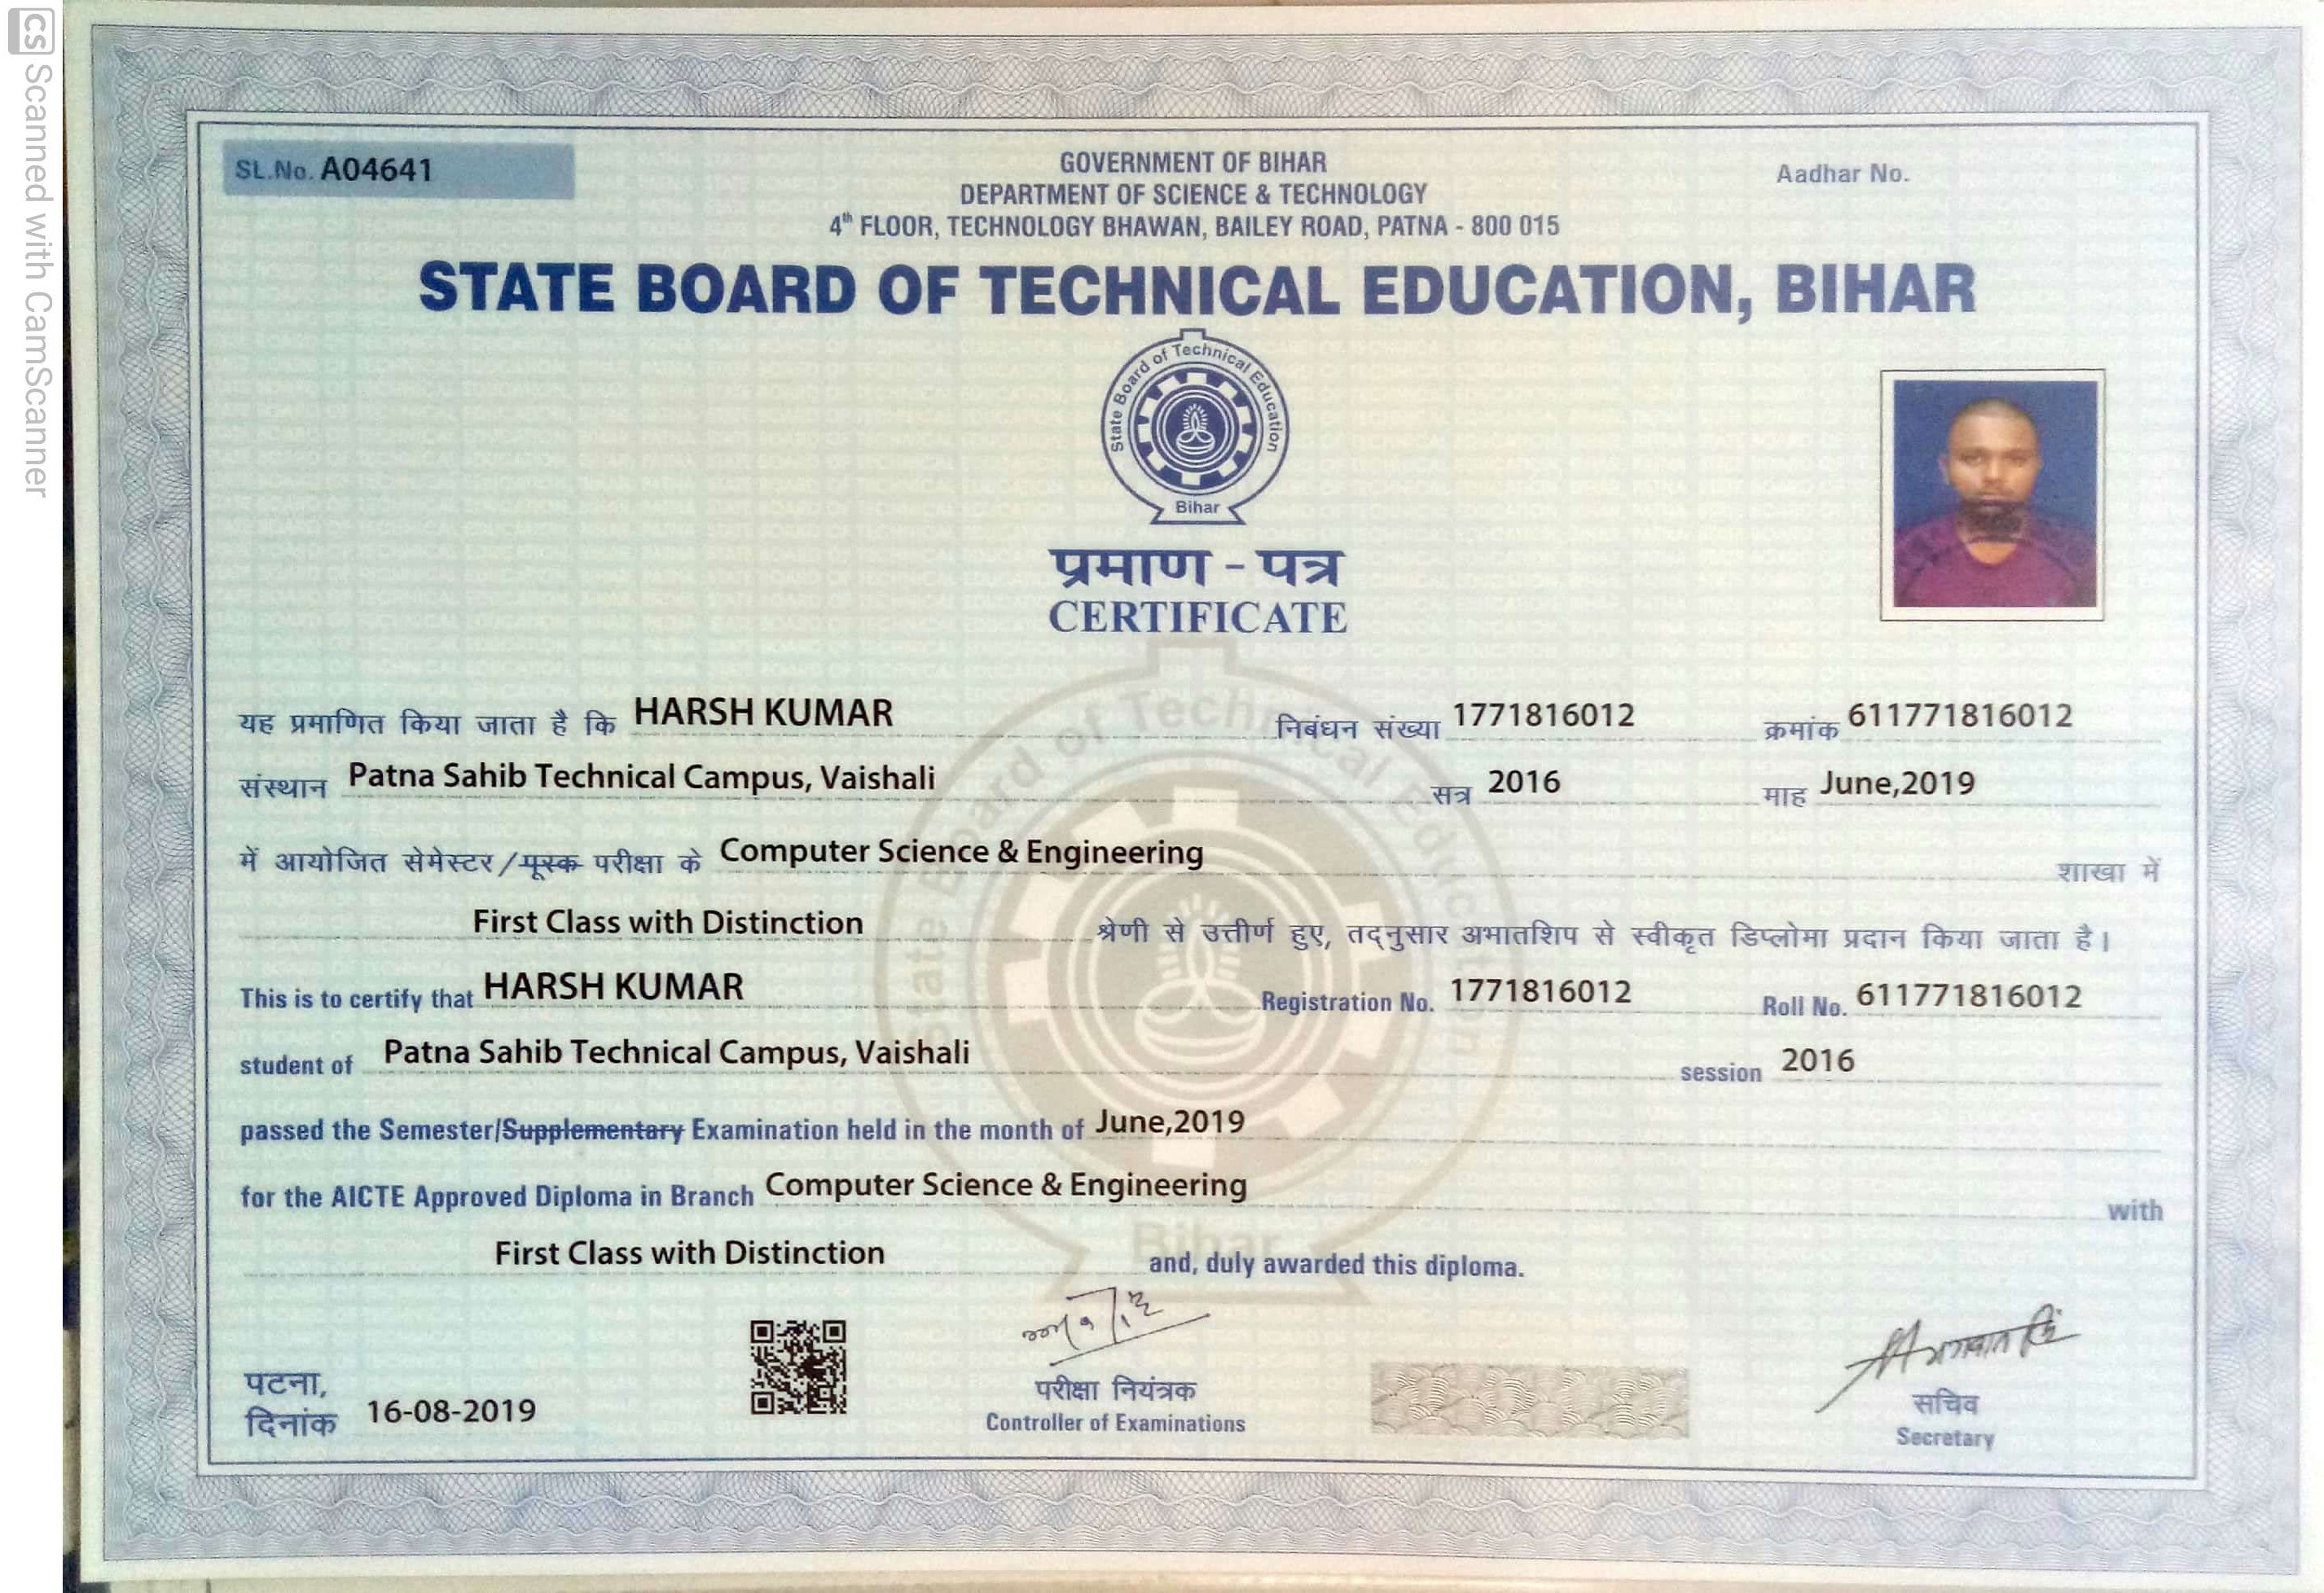 CS Scanned with CamScanner
SL.No. A04641
GOVERNMENT OF BIHAR
DEPARTMENT OF SCIENCE & TECHNOLOGY
4th FLOOR, TECHNOLOGY BHAWAN, BAILEY ROAD, PATNA - 800 015
Aadhar No.
STATE BOARD OF TECHNICAL EDUCATION, BIHAR
State Board of Technical Education
Bihar
प्रमाण - पत्र
CERTIFICATE
यह प्रमाणित किया जाता है कि HARSH KUMAR निबंधन संख्या 1771816012 क्रमांक 611771816012
संस्थान Patna Sahib Technical Campus, Vaishali सत्र 2016 माह June,2019
में आयोजित सेमेस्टर/पूरक परीक्षा के Computer Science & Engineering शाखा में
First Class with Distinction श्रेणी से उत्तीर्ण हुए, तद्नुसार अभातशिप से स्वीकृत डिप्लोमा प्रदान किया जाता है।
This is to certify that HARSH KUMAR Registration No. 1771816012 Roll No. 611771816012
student of Patna Sahib Technical Campus, Vaishali session 2016
passed the Semester/Supplementary Examination held in the month of June,2019
for the AICTE Approved Diploma in Branch Computer Science & Engineering with
First Class with Distinction and, duly awarded this diploma.
State Board of Technical Education
Bihar
पटना,
दिनांक 16-08-2019
परीक्षा नियंत्रक
Controller of Examinations
सचिव
Secretary